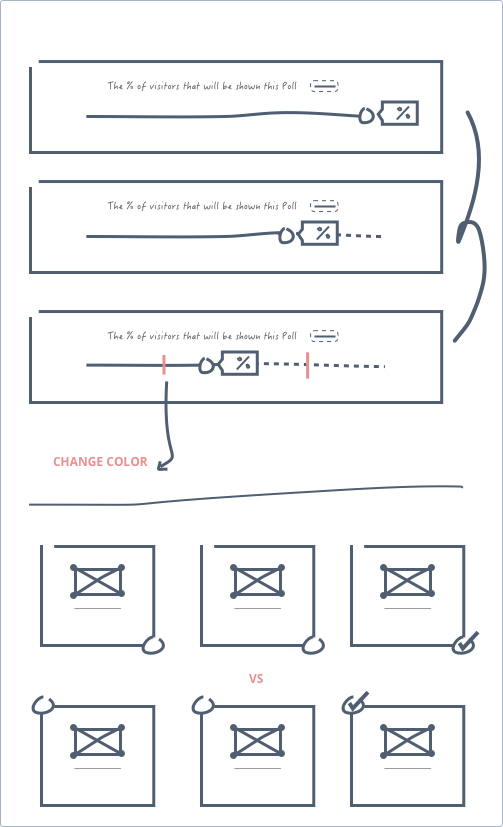 The % of visitors that will be shown this Poll
%
The % of visitors that will be shown this Poll
%
The % of visitors that will be shown this Poll
%
CHANGE COLOR
VS